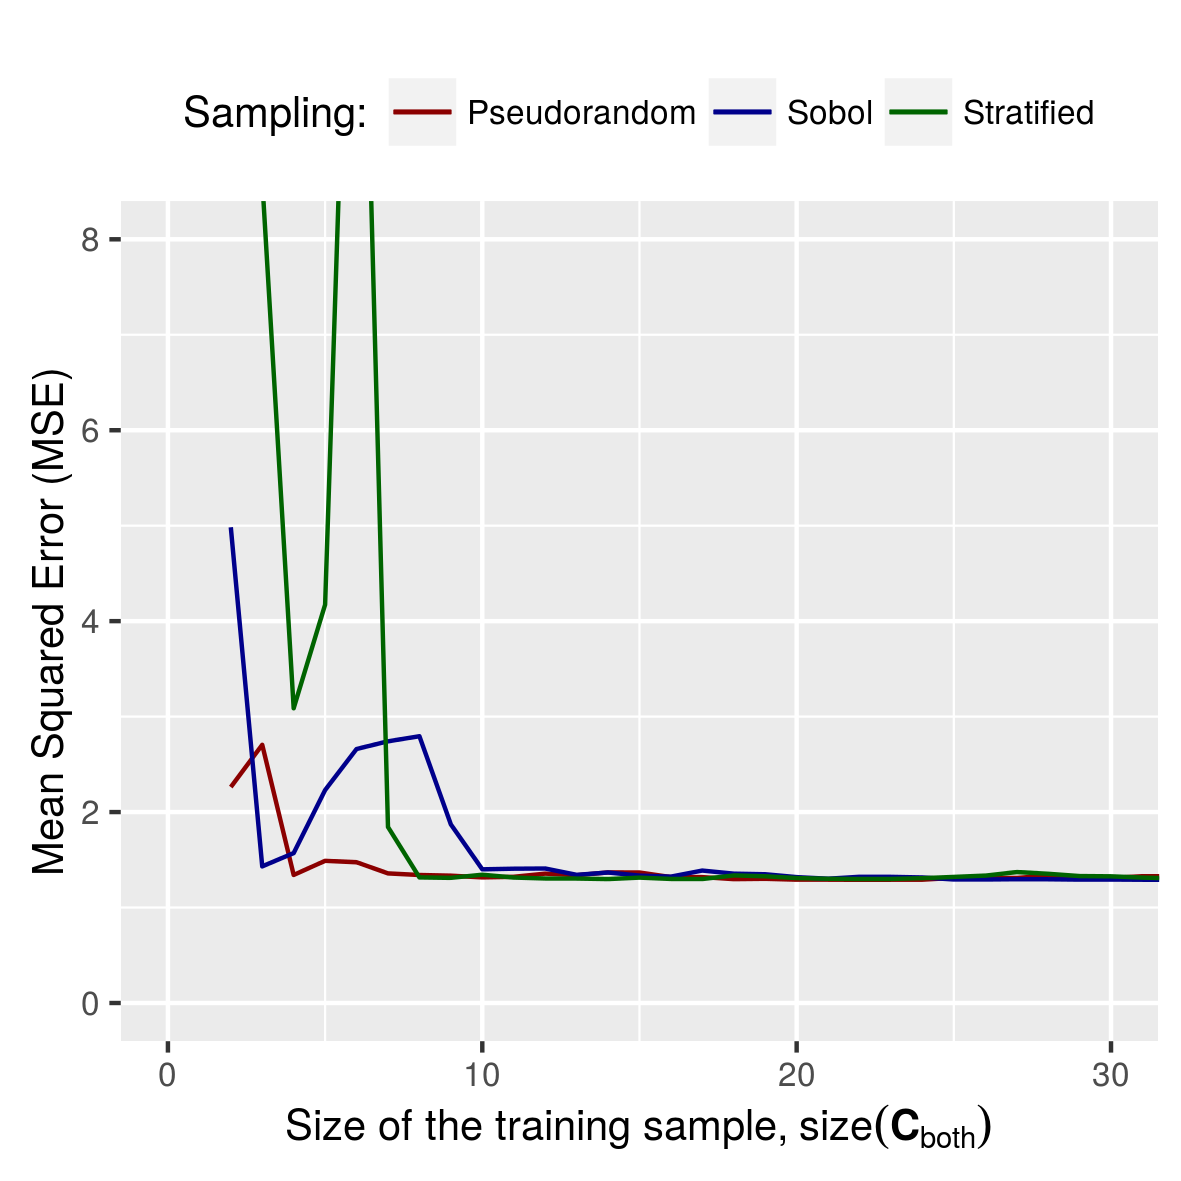 Sampling: Pseudorandom Sobol Stratified
8
6
4
2
0
Mean Squared Error (MSE)
0 10 20 30
Size of the training sample, size(C_both)